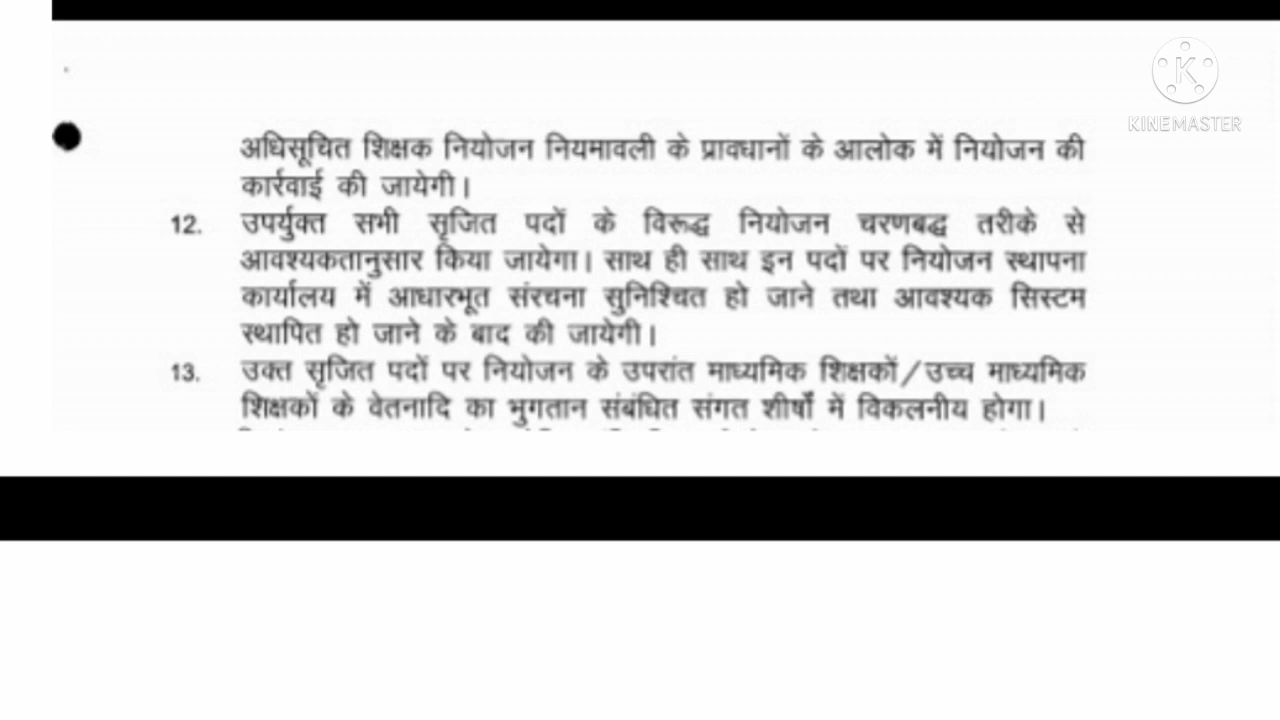 KINEMASTER
अधिसूचित शिक्षक नियोजन नियमावली के प्रावधानों के आलोक में नियोजन की
कार्रवाई की जायेगी।
12. उपर्युक्त सभी सृजित पदों के विरूद्ध नियोजन चरणबद्ध तरीके से
आवश्यकतानुसार किया जायेगा। साथ ही साथ इन पदों पर नियोजन स्थापना
कार्यालय में आधारभूत संरचना सुनिश्चित हो जाने तथा आवश्यक सिस्टम
स्थापित हो जाने के बाद की जायेगी।
13. उक्त सृजित पदों पर नियोजन के उपरांत माध्यमिक शिक्षकों/उच्च माध्यमिक
शिक्षकों के वेतनादि का भुगतान संबंधित संगत शीर्षों में विकलनीय होगा।